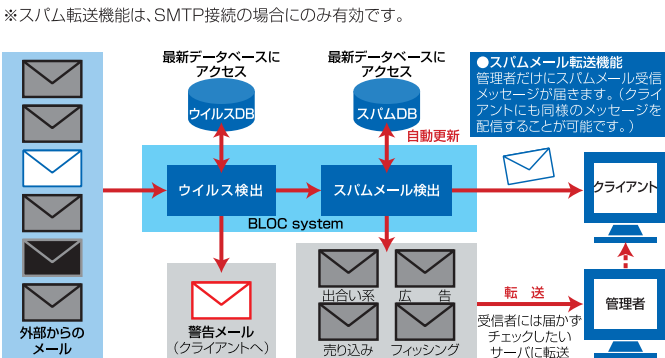 ※スパム転送機能は、SMTP接続の場合にのみ有効です。
最新データベースに
アクセス
最新データベースに
アクセス
●スパムメール転送機能
管理者だけにスパムメール受信
メッセージが届きます。（クライ
アントにも同様のメッセージを
配信することが可能です。）
ウイルスDB
スパムDB
自動更新
ウイルス検出
スパムメール検出
クライアント
BLOC system
外部からの
メール
警告メール
（クライアントへ）
出合い系
広　告
売り込み
フィッシング
転　送
受信者には届かず
チェックしたい
サーバに転送
管理者